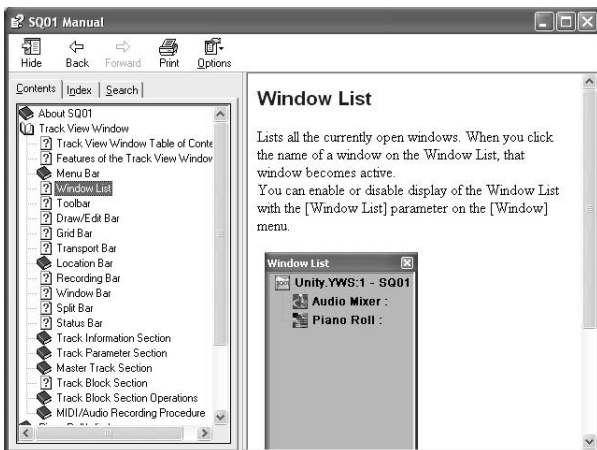 SQ01 Manual
Hide Back Forward Print Options
Contents Index Search
About SQ01
Track View Window
Track View Window Table of Conte
Features of the Track View Window
Menu Bar
Window List
Toolbar
Draw/Edit Bar
Grid Bar
Transport Bar
Location Bar
Recording Bar
Window Bar
Split Bar
Status Bar
Track Information Section
Track Parameter Section
Master Track Section
Track Block Section
Track Block Section Operations
MIDI/Audio Recording Procedure
Window List
Lists all the currently open windows. When you click
the name of a window on the Window List, that
window becomes active.
You can enable or disable display of the Window List
with the [Window List] parameter on the [Window]
menu.
Window List
Unity.YWS:1 - SQ01
Audio Mixer :
Piano Roll :